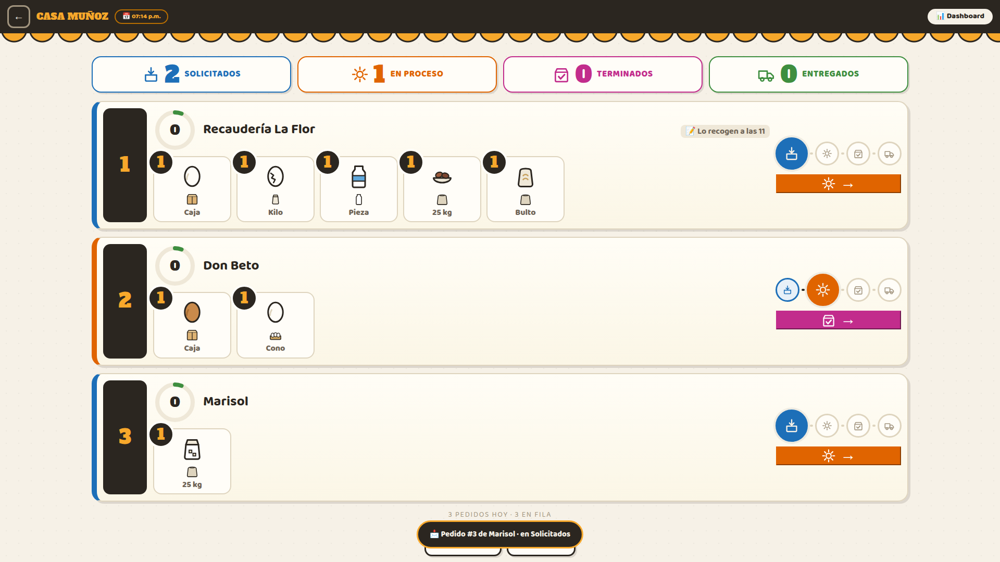 ←
CASA MUÑOZ
📅 07:14 p.m.
📊 Dashboard
2 SOLICITADOS
1 EN PROCESO
0 TERMINADOS
0 ENTREGADOS
1
0
Recaudería La Flor
📝 Lo recogen a las 11
1
Caja
1
Kilo
1
Pieza
1
25 kg
1
Bulto
→
2
0
Don Beto
1
Caja
1
Cono
→
3
0
Marisol
1
25 kg
→
3 PEDIDOS HOY · 3 EN FILA
📩 Pedido #3 de Marisol · en Solicitados